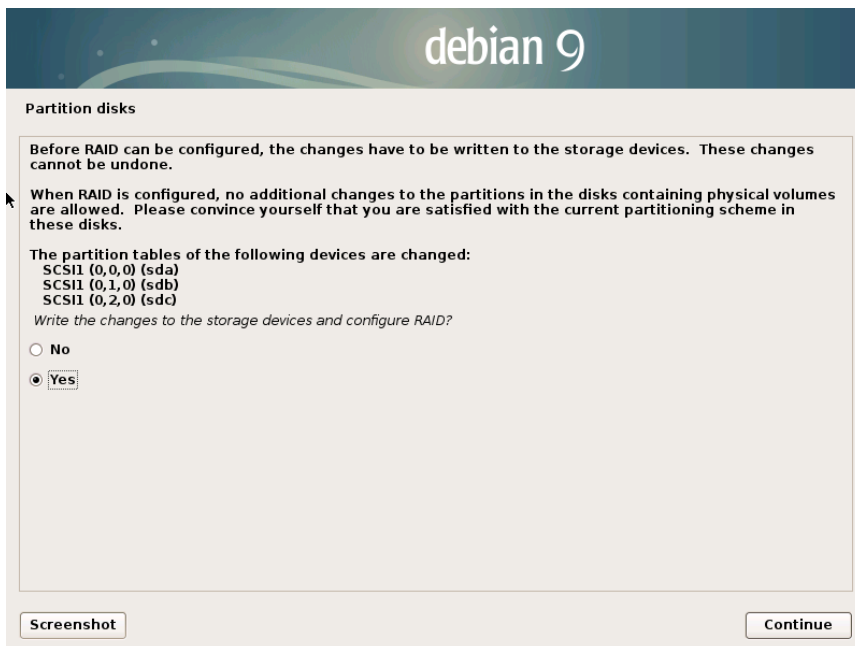 debian 9
Partition disks
Before RAID can be configured, the changes have to be written to the storage devices.  These changes
cannot be undone.
When RAID is configured, no additional changes to the partitions in the disks containing physical volumes
are allowed.  Please convince yourself that you are satisfied with the current partitioning scheme in
these disks.
The partition tables of the following devices are changed:
SCSI1 (0,0,0) (sda)
SCSI1 (0,1,0) (sdb)
SCSI1 (0,2,0) (sdc)
Write the changes to the storage devices and configure RAID?
No
Yes
Screenshot
Continue